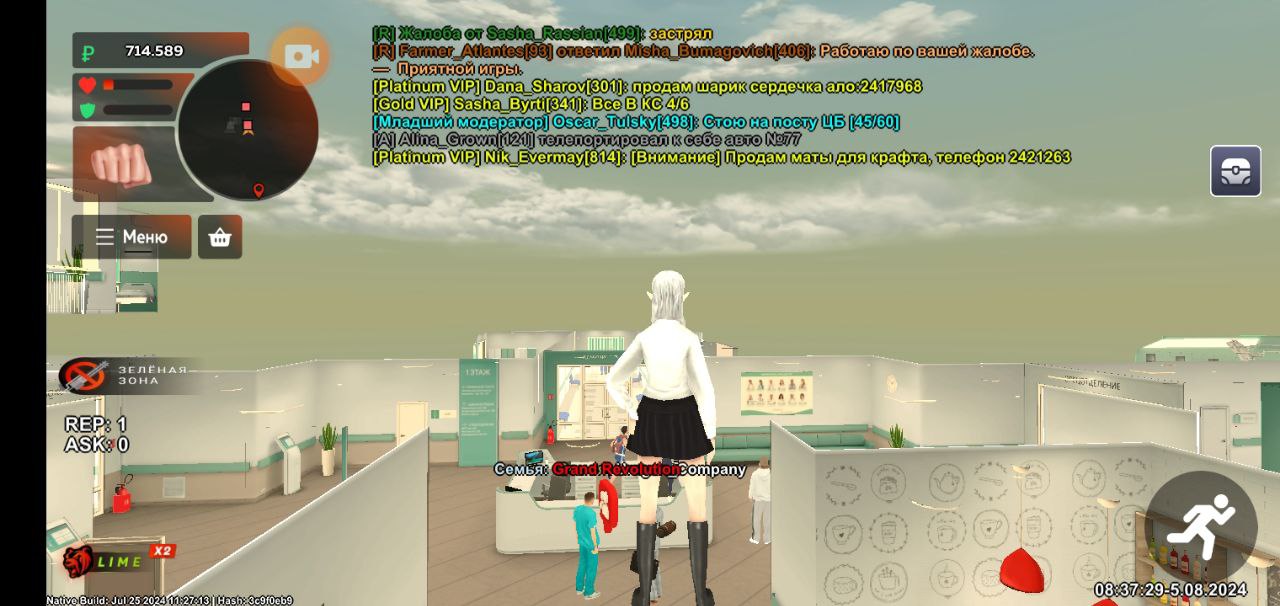 714.589
[R] Жалоба от Sasha_Rassian[499]: застрял
[R] Farmer_Atlantes[93] ответил Misha_Bumagovich[406]: Работаю по вашей жалобе.
— Приятной игры.
[Platinum VIP] Dana_Sharov[301]: продам шарик сердечка ало:2417968
[Gold VIP] Sasha_Byrti[341]: Все В КС 4/6
[Младший модератор] Oscar_Tulsky[498]: Стою на посту ЦБ [45/60]
[A] Alina_Grown[121] телепортировал к себе авто №77
[Platinum VIP] Nik_Evermay[814]: [Внимание] Продам маты для крафта, телефон 2421263
Меню
ЗЕЛЁНАЯ
ЗОНА
REP: 1
ASK: 0
1 ЭТАЖ
Семья: Grand Revolution company
LIME X2
08:37:29-5.08.2024
Native Build: Jul 25 2024 11:27:13 | Hash: 3c9f0eb9